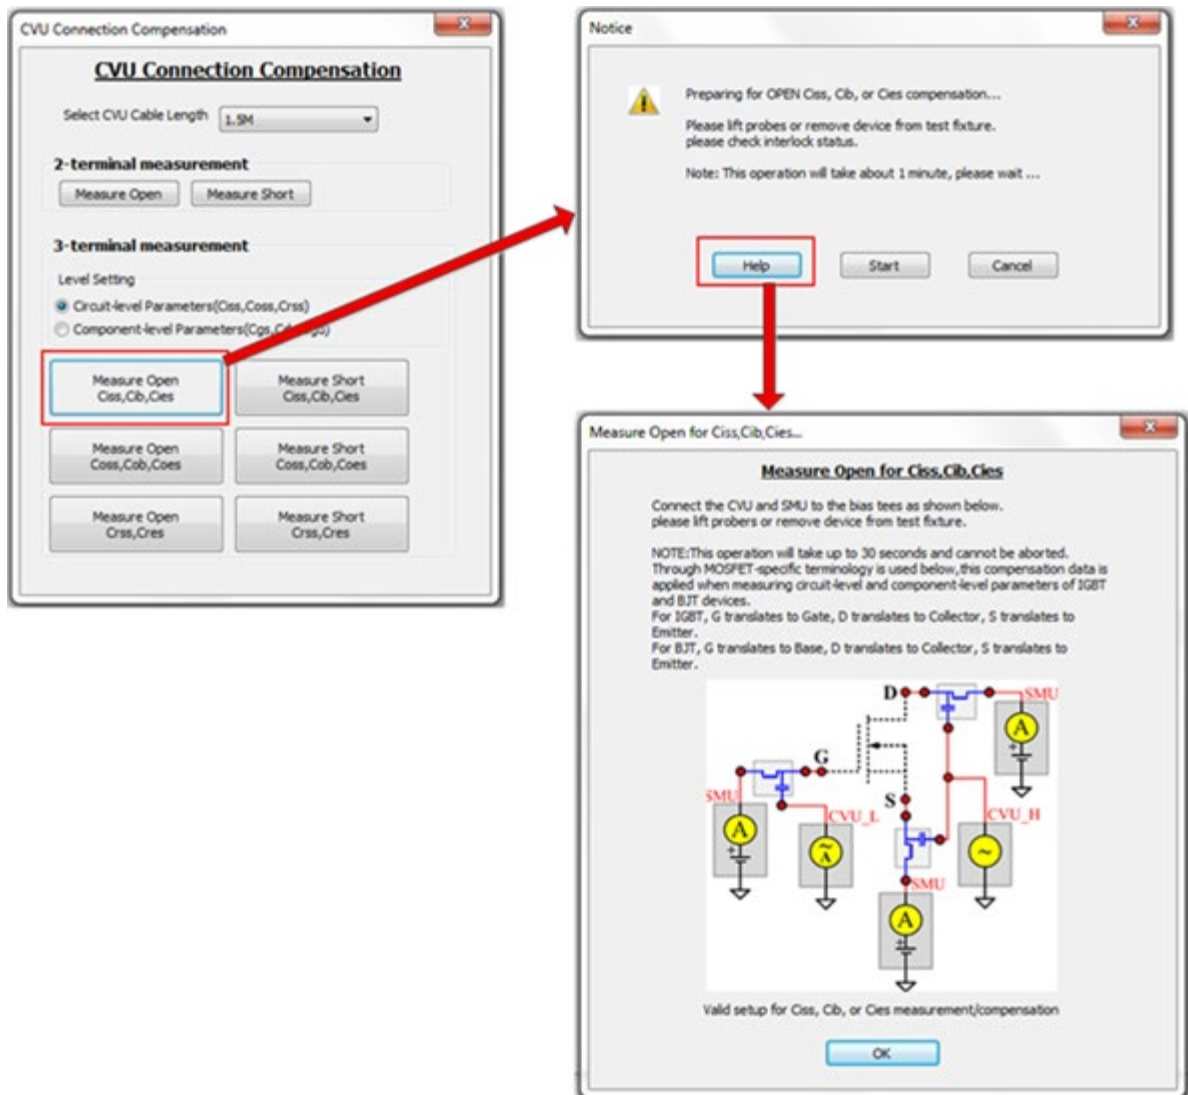 CVU Connection Compensation
CVU Connection Compensation
Select CVU Cable Length 1.5M
2-terminal measurement
Measure Open Measure Short
3-terminal measurement
Level Setting
Circuit-level Parameters(Ciss,Coss,Crss)
Component-level Parameters(Cgs,
Measure Open
Ciss,Cib,Cies
Measure Short
Ciss,Cib,Cies
Measure Open
Coss,Cob,Coes
Measure Short
Coss,Cob,Coes
Measure Open
Crss,Cres
Measure Short
Crss,Cres
Notice
Preparing for OPEN Ciss, Cib, or Cies compensation...
Please lift probes or remove device from test fixture.
please check interlock status.
Note: This operation will take about 1 minute, please wait ...
Help Start Cancel
Measure Open for Ciss,Cib,Cies...
Measure Open for Ciss,Cib,Cies
Connect the CVU and SMU to the bias tees as shown below.
please lift probers or remove device from test fixture.
NOTE:This operation will take up to 30 seconds and cannot be aborted.
Through MOSFET-specific terminology is used below,this compensation data is
applied when measuring circuit-level and component-level parameters of IGBT
and BJT devices.
For IGBT, G translates to Gate, D translates to Collector, S translates to
Emitter.
For BJT, G translates to Base, D translates to Collector, S translates to
Emitter.
D
SMU
A
G
S
SMU
CVU_L
CVU_H
A
A
SMU
A
Valid setup for Ciss, Cib, or Cies measurement/compensation
OK